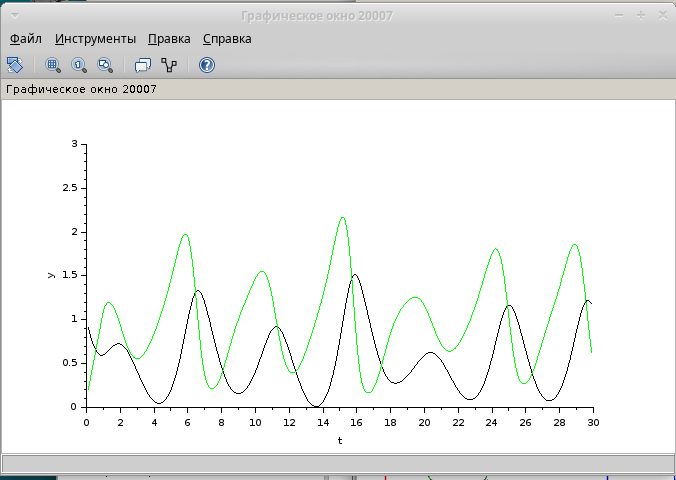 Графическое окно 20007
Файл Инструменты Правка Справка
Графическое окно 20007
3
2.5
2
1.5
1
0.5
0
y
0 2 4 6 8 10 12 14 16 18 20 22 24 26 28 30
t